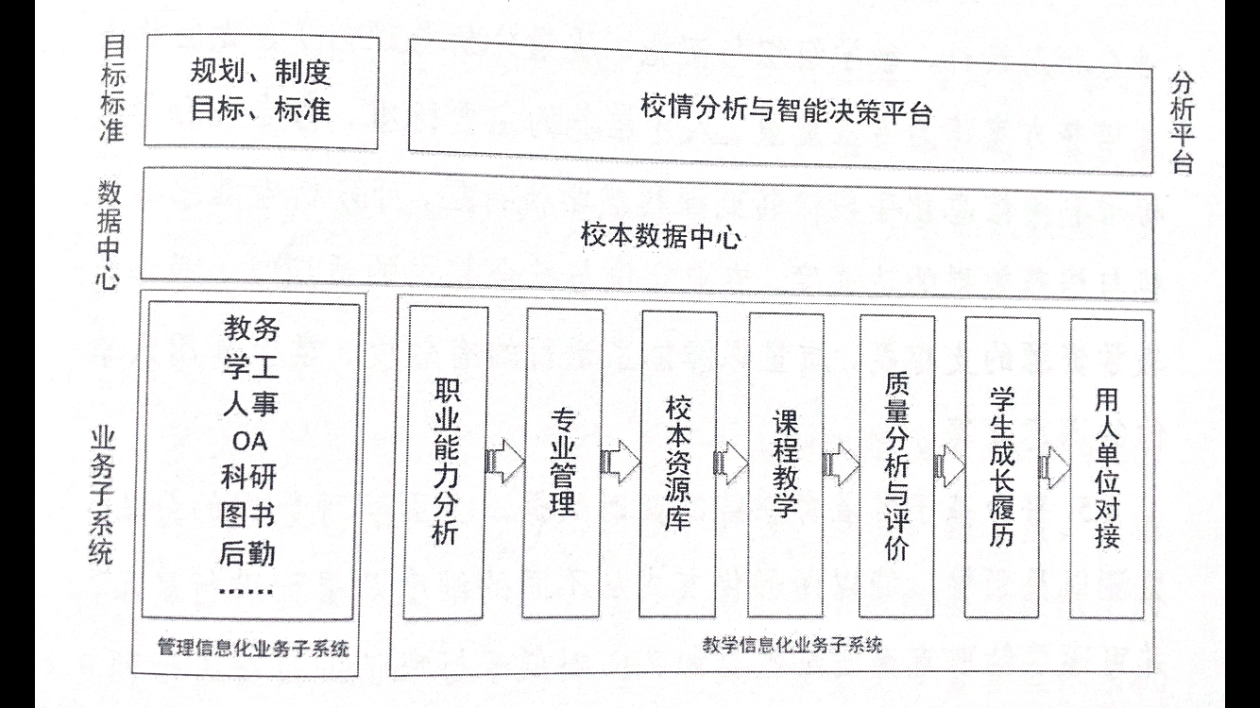 目标标准
规划、制度
目标、标准
校情分析与智能决策平台
分析平台
数据中心
校本数据中心
业务子系统
教务
学工
人事
OA
科研
图书
后勤
……
管理信息化业务子系统
职业能力分析
专业管理
校本资源库
课程教学
质量分析与评价
学生成长履历
用人单位对接
教学信息化业务子系统